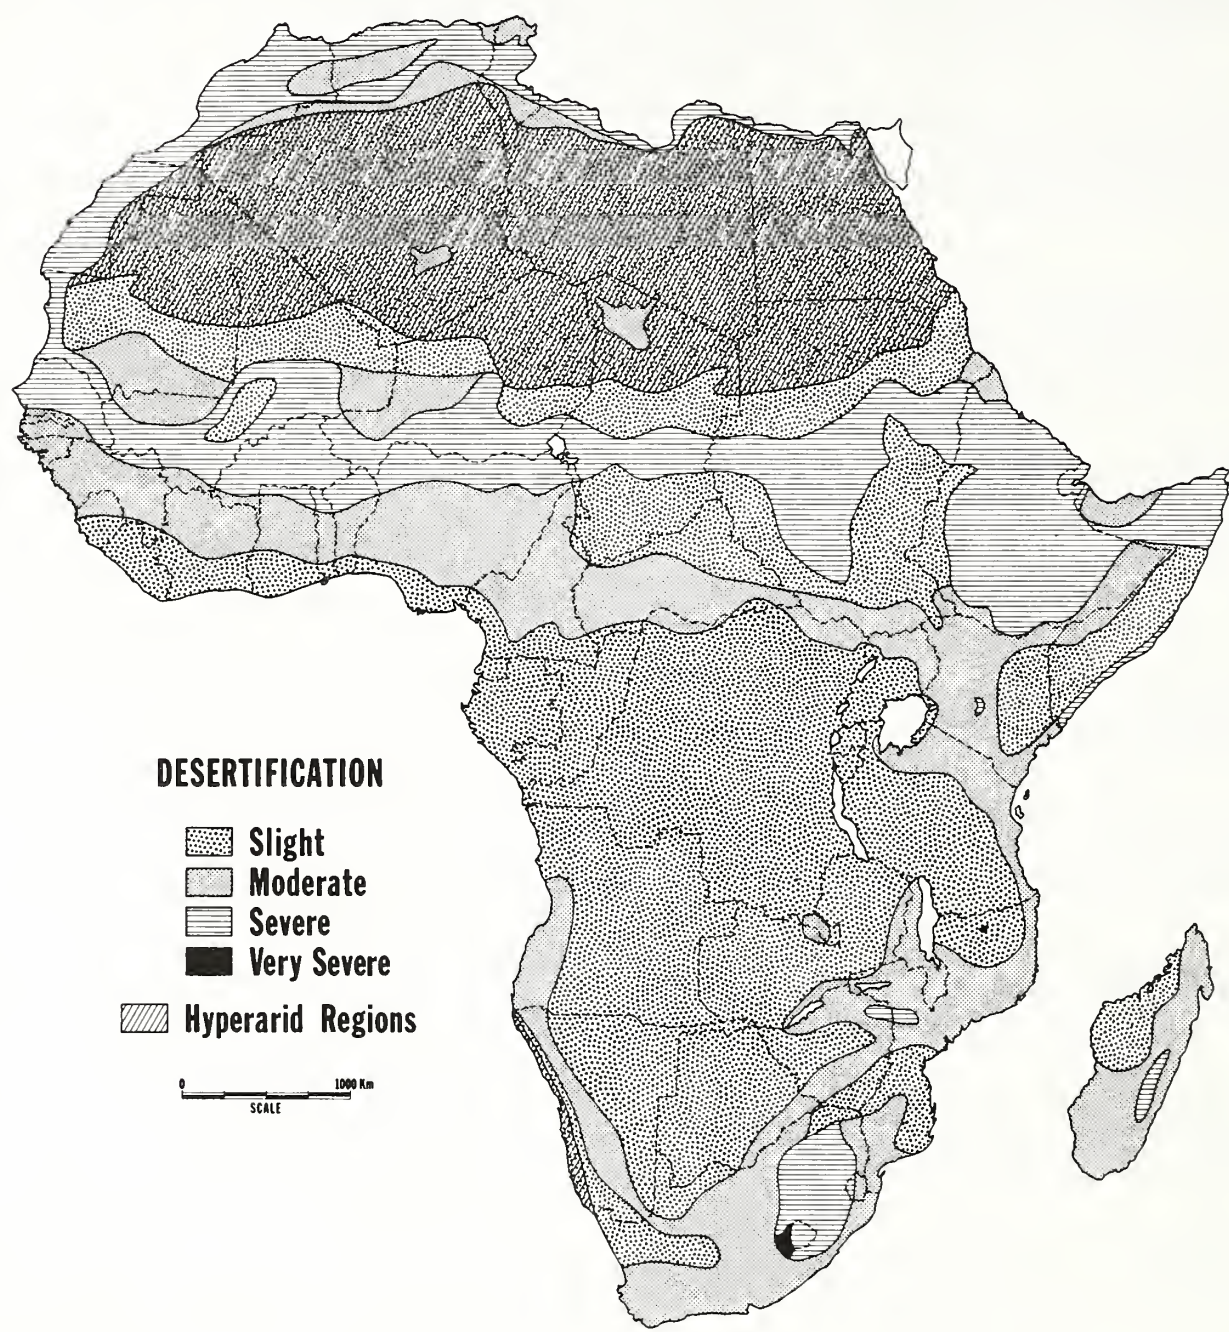 DESERTIFICATION
Slight
Moderate
Severe
Very Severe
Hyperarid Regions
0 1000 Km
SCALE